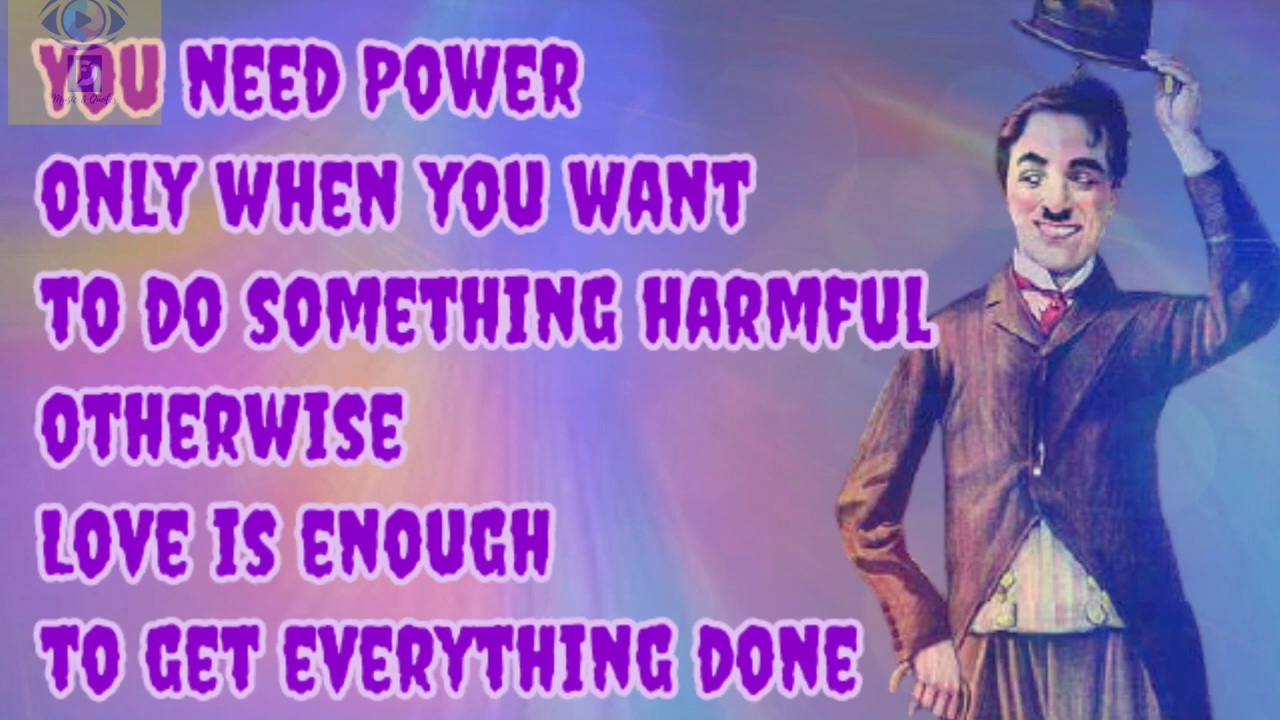 YOU NEED POWER
ONLY WHEN YOU WANT
TO DO SOMETHING HARMFUL
OTHERWISE
LOVE IS ENOUGH
TO GET EVERYTHING DONE